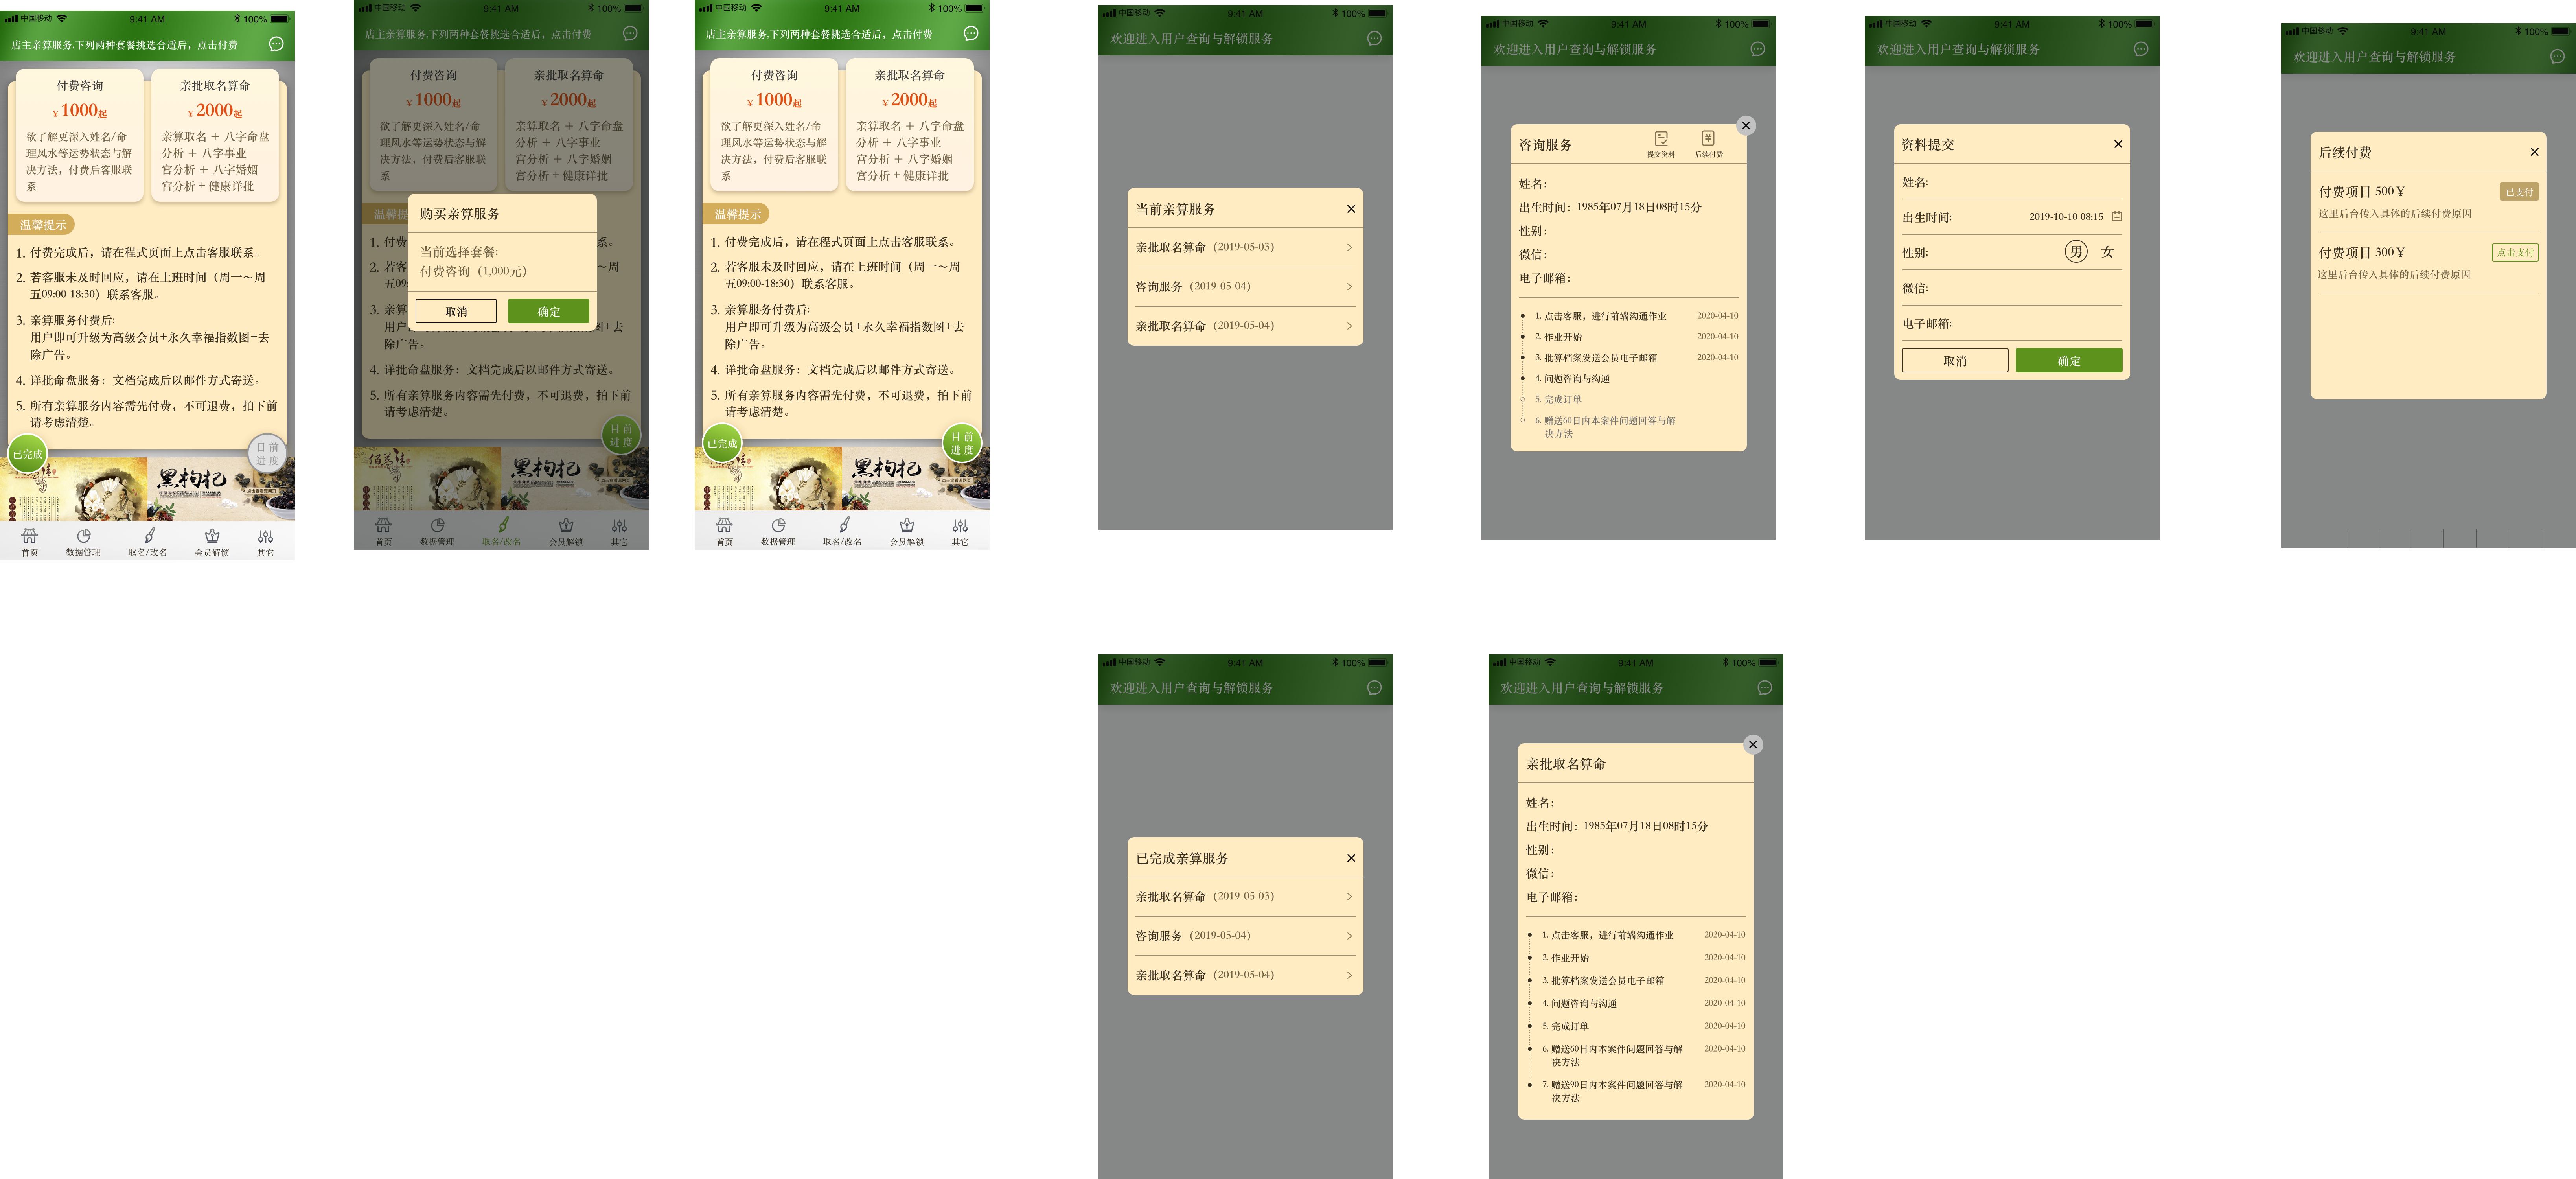 中国移动
9:41 AM
100%
店主亲算服务,下列两种套餐挑选合适后，点击付费
付费咨询
¥1000起
欲了解更深入姓名/命
理风水等运势状态与解
决方法，付费后客服联
系
亲批取名算命
¥2000起
亲算取名 + 八字命盘
分析 + 八字事业
宫分析 + 八字婚姻
宫分析 + 健康详批
温馨提示
1. 付费完成后，请在程式页面上点击客服联系。
2. 若客服未及时回应，请在上班时间（周一～周
五09:00-18:30）联系客服。
3. 亲算服务付费后:
用户即可升级为高级会员+永久幸福指数图+去
除广告。
4. 详批命盘服务：文档完成后以邮件方式寄送。
5. 所有亲算服务内容需先付费，不可退费，拍下前
请考虑清楚。
已完成
目前
进度
黑枸杞
首页
数据管理
取名/改名
会员解锁
其它
中国移动
9:41 AM
100%
店主亲算服务,下列两种套餐挑选合适后，点击付费
付费咨询
¥1000起
欲了解更深入姓名/命
理风水等运势状态与解
决方法，付费后客服联
系
亲批取名算命
¥2000起
亲算取名 + 八字命盘
分析 + 八字事业
宫分析 + 八字婚姻
宫分析 + 健康详批
温馨提
购买亲算服务
当前选择套餐:
付费咨询（1,000元）
取消
确定
1. 付费
系。
2. 若客
～周
五09:
3. 亲算
用户
图+去
除广告。
4. 详批命盘服务：文档完成后以邮件方式寄送。
5. 所有亲算服务内容需先付费，不可退费，拍下前
请考虑清楚。
目前
进度
黑枸杞
首页
数据管理
取名/改名
会员解锁
其它
中国移动
9:41 AM
100%
店主亲算服务,下列两种套餐挑选合适后，点击付费
付费咨询
¥1000起
欲了解更深入姓名/命
理风水等运势状态与解
决方法，付费后客服联
系
亲批取名算命
¥2000起
亲算取名 + 八字命盘
分析 + 八字事业
宫分析 + 八字婚姻
宫分析 + 健康详批
温馨提示
1. 付费完成后，请在程式页面上点击客服联系。
2. 若客服未及时回应，请在上班时间（周一～周
五09:00-18:30）联系客服。
3. 亲算服务付费后:
用户即可升级为高级会员+永久幸福指数图+去
除广告。
4. 详批命盘服务：文档完成后以邮件方式寄送。
5. 所有亲算服务内容需先付费，不可退费，拍下前
请考虑清楚。
已完成
目前
进度
黑枸杞
首页
数据管理
取名/改名
会员解锁
其它
中国移动
9:41 AM
100%
欢迎进入用户查询与解锁服务
当前亲算服务
亲批取名算命（2019-05-03）
咨询服务（2019-05-04）
亲批取名算命（2019-05-04）
中国移动
9:41 AM
100%
欢迎进入用户查询与解锁服务
咨询服务
提交资料
后续付费
姓名:
出生时间: 1985年07月18日08时15分
性别:
微信:
电子邮箱:
1. 点击客服，进行前端沟通作业 2020-04-10
2. 作业开始 2020-04-10
3. 批算档案发送会员电子邮箱 2020-04-10
4. 问题咨询与沟通
5. 完成订单
6. 赠送60日内本案件问题回答与解
决方法
中国移动
9:41 AM
100%
欢迎进入用户查询与解锁服务
资料提交
姓名:
出生时间: 2019-10-10 08:15
性别: 男 女
微信:
电子邮箱:
取消
确定
中国移动
9:41 AM
100%
欢迎进入用户查询与解锁服务
后续付费
付费项目 500¥ 已支付
这里后台传入具体的后续付费原因
付费项目 300¥ 点击支付
这里后台传入具体的后续付费原因
中国移动
9:41 AM
100%
欢迎进入用户查询与解锁服务
已完成亲算服务
亲批取名算命（2019-05-03）
咨询服务（2019-05-04）
亲批取名算命（2019-05-04）
中国移动
9:41 AM
100%
欢迎进入用户查询与解锁服务
亲批取名算命
姓名:
出生时间: 1985年07月18日08时15分
性别:
微信:
电子邮箱:
1. 点击客服，进行前端沟通作业 2020-04-10
2. 作业开始 2020-04-10
3. 批算档案发送会员电子邮箱 2020-04-10
4. 问题咨询与沟通 2020-04-10
5. 完成订单 2020-04-10
6. 赠送60日内本案件问题回答与解 2020-04-10
决方法
7. 赠送90日内本案件问题回答与解 2020-04-10
决方法